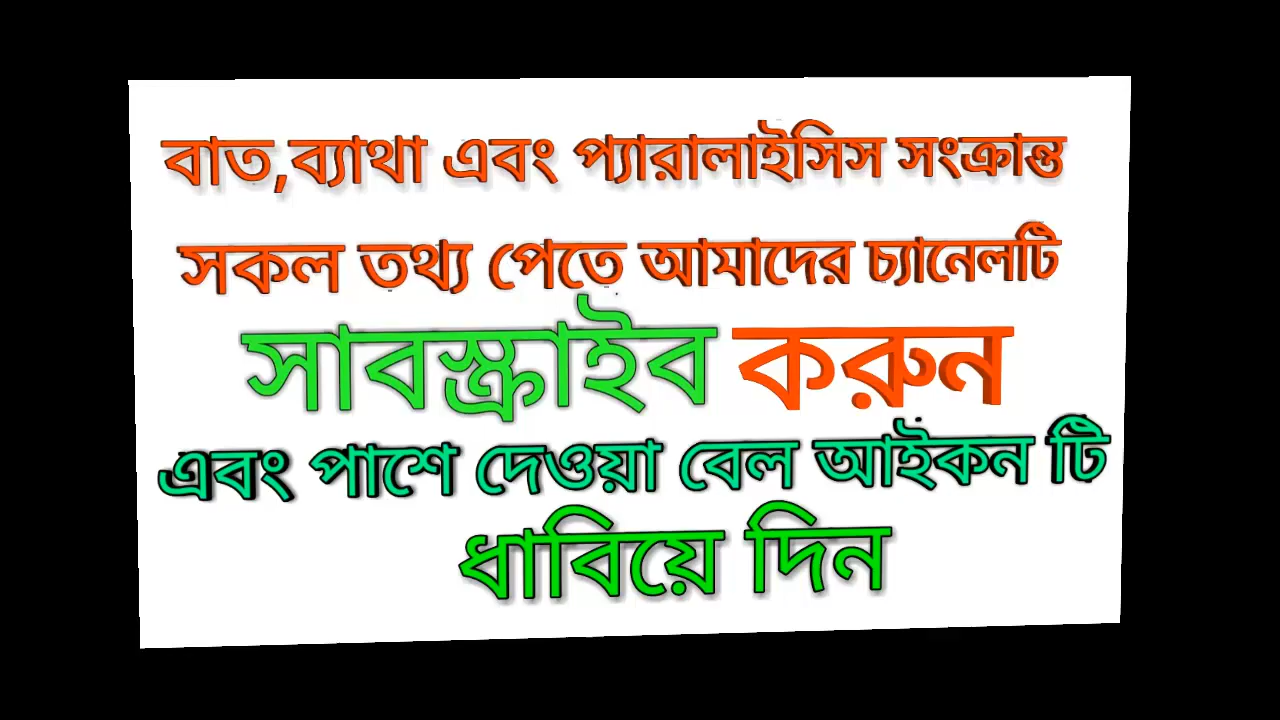 বাত,ব্যাথা এবং প্যারালাইসিস সংক্রান্ত
সকল তথ্য পেতে আমাদের চ্যানেলটি
সাবস্ক্রাইব করুন
এবং পাশে দেওয়া বেল আইকন টি
ধাবিয়ে দিন